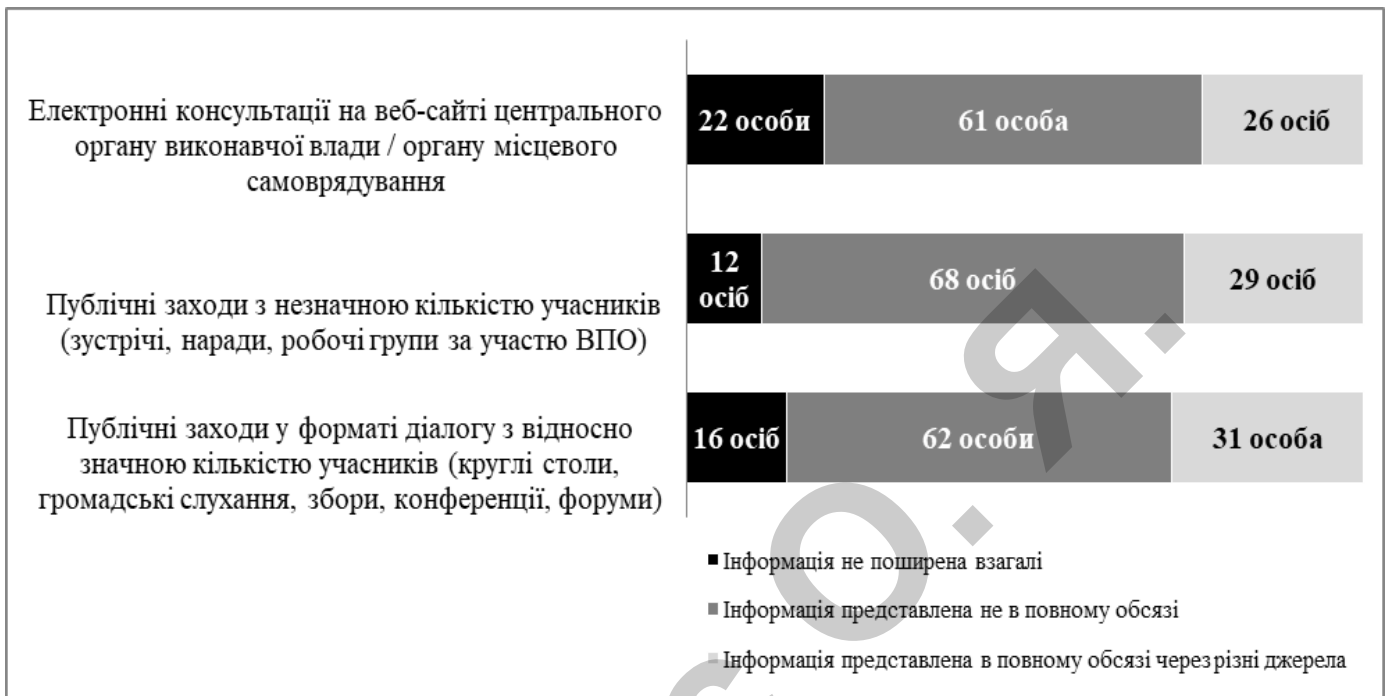 Електронні консультації на веб-сайті центрального
органу виконавчої влади / органу місцевого
самоврядування
22 особи
61 особа
26 осіб
Публічні заходи з незначною кількістю учасників
(зустрічі, наради, робочі групи за участю ВПО)
12
осіб
68 осіб
29 осіб
Публічні заходи у форматі діалогу з відносно
значною кількістю учасників (круглі столи,
громадські слухання, збори, конференції, форуми)
16 осіб
62 особи
31 особа
Інформація не поширена взагалі
Інформація представлена не в повному обсязі
Інформація представлена в повному обсязі через різні джерела
О. Я.